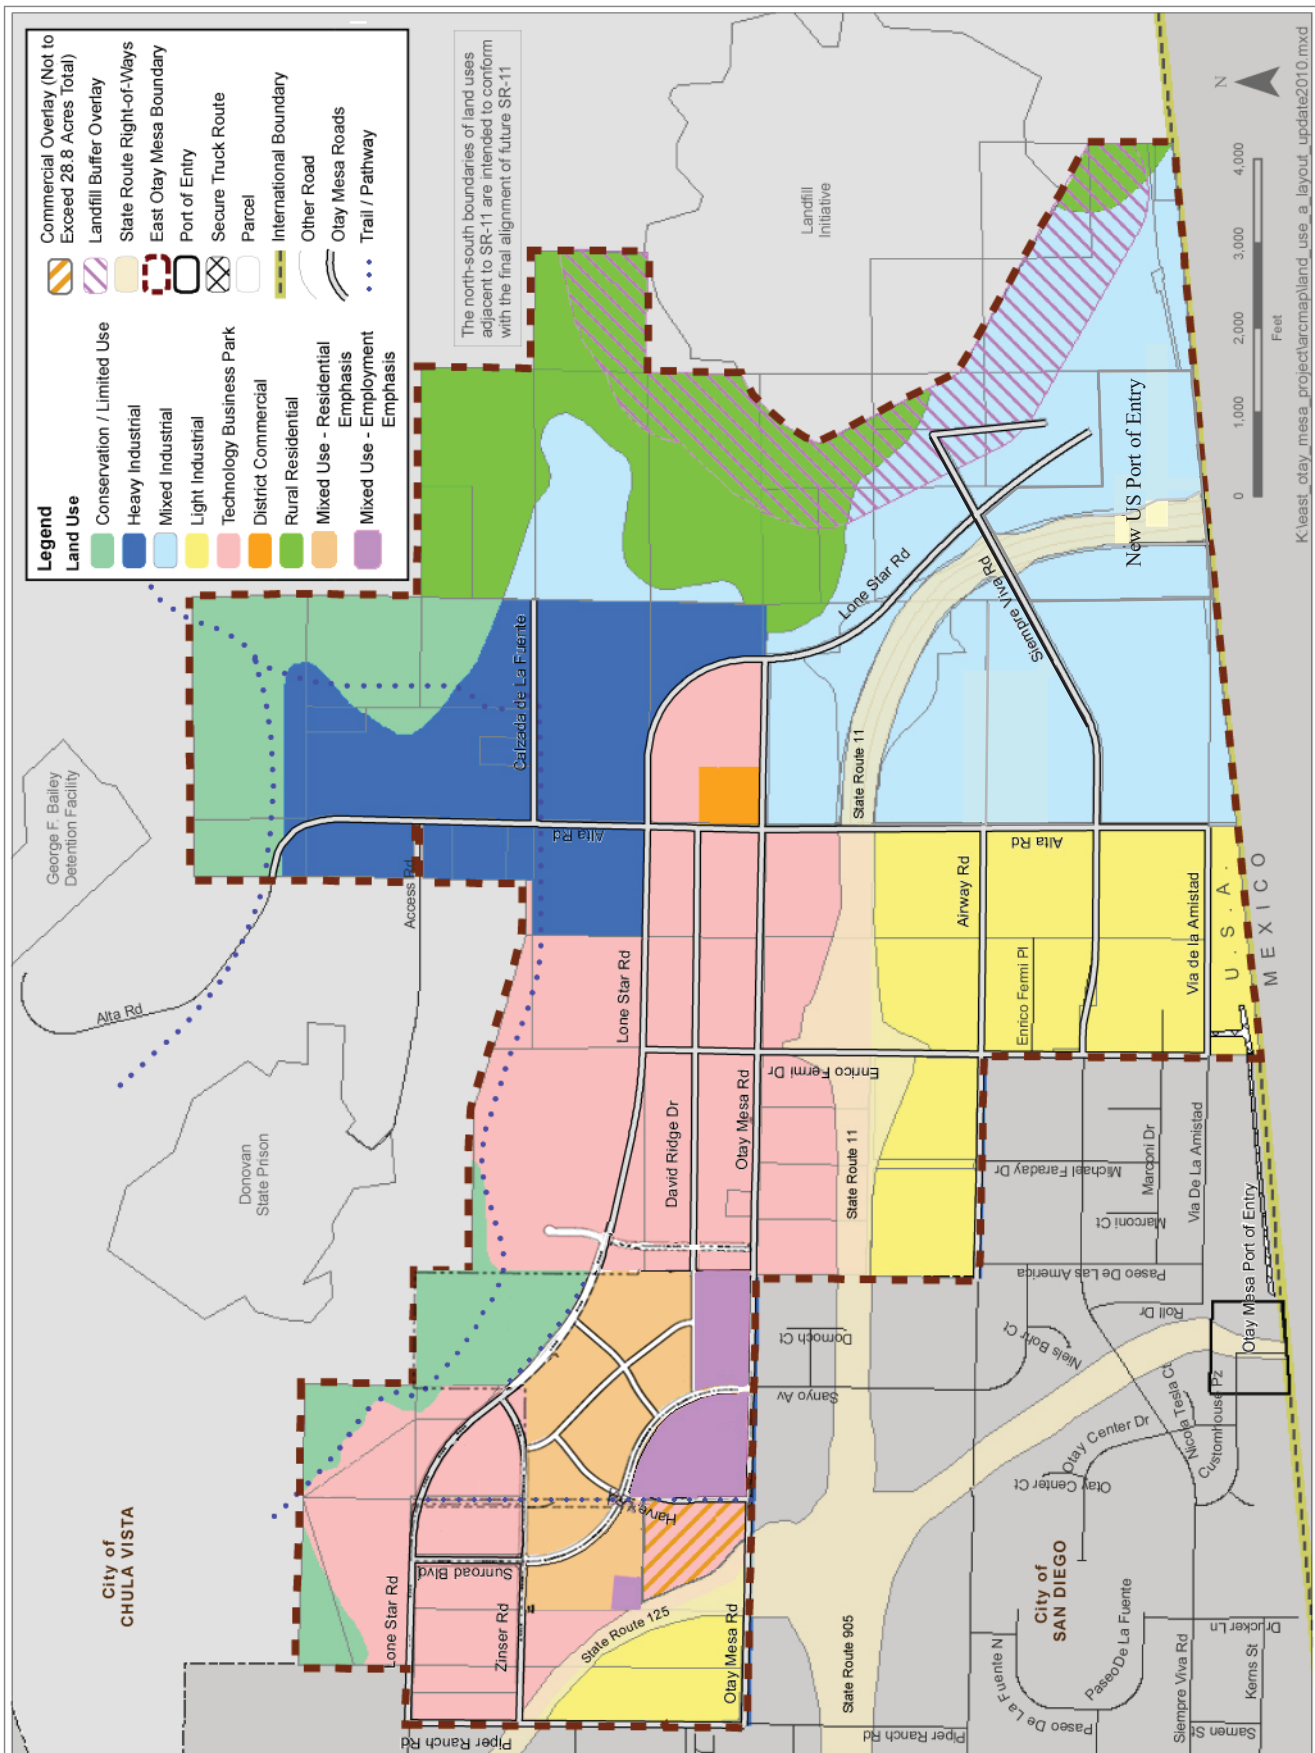 Legend
Land Use
Conservation / Limited Use
Heavy Industrial
Mixed Industrial
Light Industrial
Technology Business Park
District Commercial
Rural Residential
Mixed Use - Residential
Emphasis
Mixed Use - Employment
Emphasis
Commercial Overlay (Not to
Exceed 28.8 Acres Total)
Landfill Buffer Overlay
State Route Right-of-Ways
East Otay Mesa Boundary
Port of Entry
Secure Truck Route
Parcel
International Boundary
Other Road
Otay Mesa Roads
Trail / Pathway
The north-south boundaries of land uses
adjacent to SR-11 are intended to conform
with the final alignment of future SR-11
City of
CHULA VISTA
Donovan
State Prison
George F. Bailey
Detention Facility
Landfill
Initiative
Alta Rd
Access Rd
Calzada de La Fuente
Alta Rd
Lone Star Rd
Lone Star Rd
Sunroad Blvd
Zinser Rd
Piper Ranch Rd
State Route 125
Otay Mesa Rd
Lone Star Rd
David Ridge Dr
Otay Mesa Rd
Enrico Fermi Dr
State Route 11
State Route 11
Siempre Viva Rd
New US Port of Entry
Airway Rd
Alta Rd
Enrico Fermi Pl
Via de la Amistad
U.S.A.
MEXICO
State Route 905
Piper Ranch Rd
Sanyo Av
Dornoch Ct
Niels Bohr Ct
Paseo De Las America
Michael Faraday Dr
Marconi Dr
Marconi Ct
Via De La Amistad
Roll Dr
Otay Mesa Port of Entry
Otay Center Dr
Otay Center Ct
Nicola Tesla Ct
Customhouse Pz
City of
SAN DIEGO
Paseo De La Fuente N
Paseo De La Fuente
Paseo De La Fuente
Siempre Viva Rd
Drucker Ln
Kerns St
Samen St
N
0
1,000
2,000
3,000
4,000
Feet
K:\east_otay_mesa_project\arcmap\land_use_a_layout_update2010.mxd